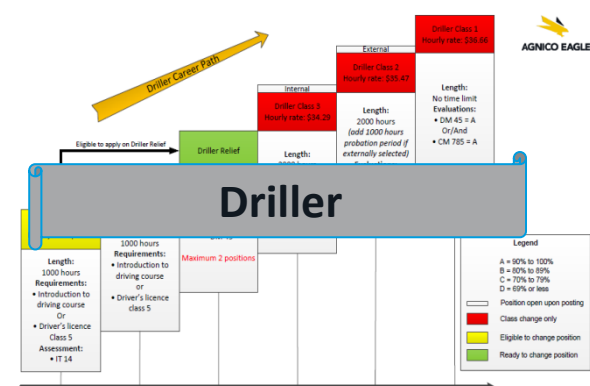 Driller Class 1
Hourly rate: $36.66
AGNICO EAGLE
External
Driller Class 2
Hourly rate: $35.47
Driller Career Path
Internal
Length:
No time limit
Evaluations:
• DM 45 = A
Or/And
• CM 785 = A
Driller Class 3
Hourly rate: $34.29
Length:
2000 hours
(add 1000 hours
probation period if
externally selected)
Eligible to apply on Driller Relief
Driller Relief
Length:
Driller
1000 hours
Requirements:
• Introduction to
driving course
or
• Driver's licence
class 5
Maximum 2 positions
Length:
1000 hours
Requirements:
• Introduction to
driving course
Or
• Driver's licence
Class 5
Assessment:
• IT 14
Legend
A = 90% to 100%
B = 80% to 89%
C = 70% to 79%
D = 69% or less
Position open upon posting
Class change only
Eligible to change position
Ready to change position